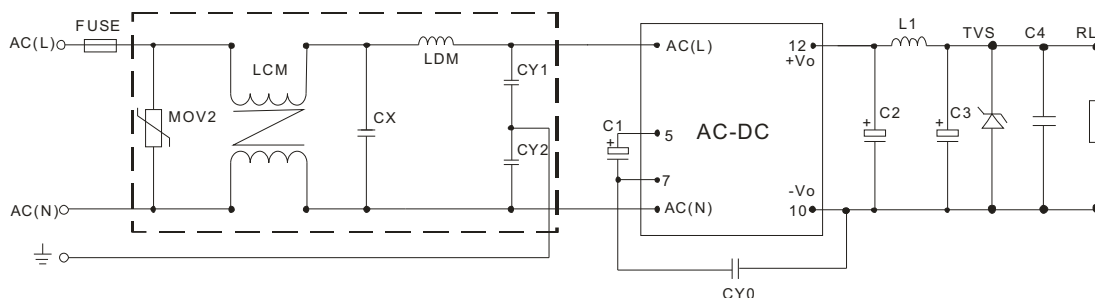 FUSE
AC(L)
LCM
LDM
MOV2
CX
CY1
CY2
AC(N)
AC(L)
C1
5
7
AC-DC
AC(N)
12
+Vo
-Vo
10
CY0
L1
C2
C3
TVS
C4
RL